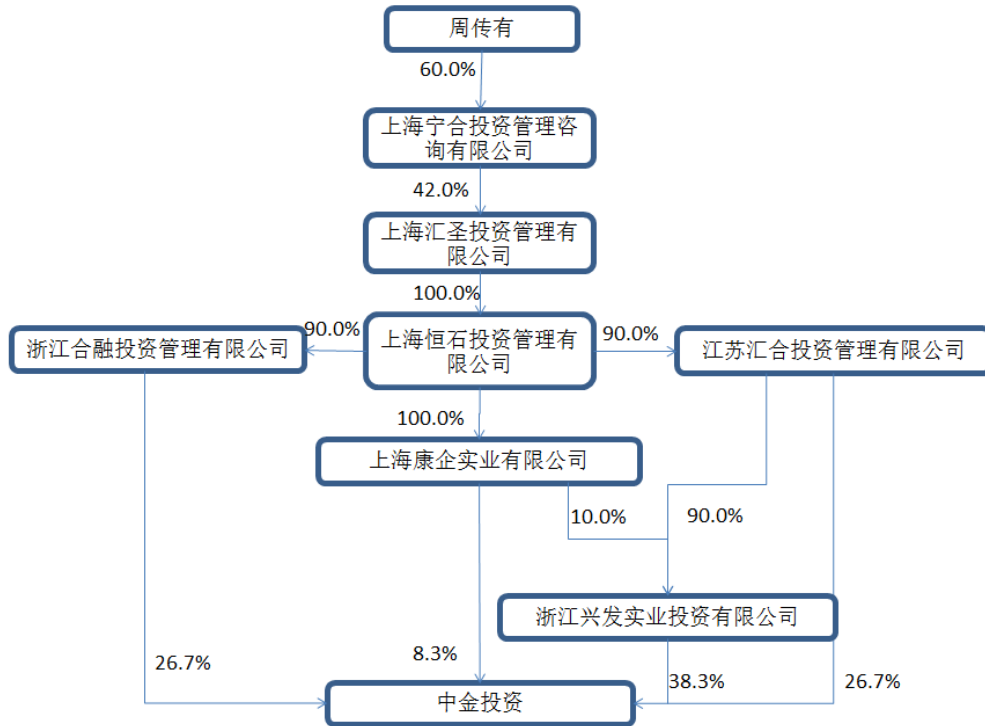 周传有
60.0%
上海宁合投资管理咨
询有限公司
42.0%
上海汇圣投资管理有
限公司
100.0%
浙江合融投资管理有限公司
90.0%
上海恒石投资管理有
限公司
90.0%
江苏汇合投资管理有限公司
100.0%
上海康企实业有限公司
10.0%
90.0%
浙江兴发实业投资有限公司
26.7%
8.3%
38.3%
26.7%
中金投资